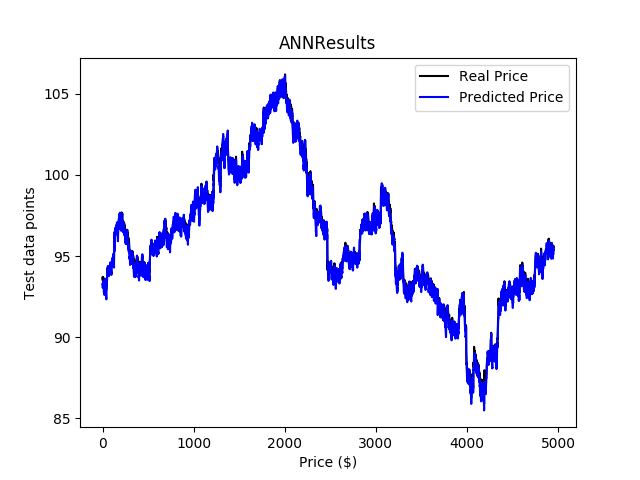 ANNResults
Real Price
Predicted Price
105
100
95
90
85
Test data points
0 1000 2000 3000 4000 5000
Price ($)